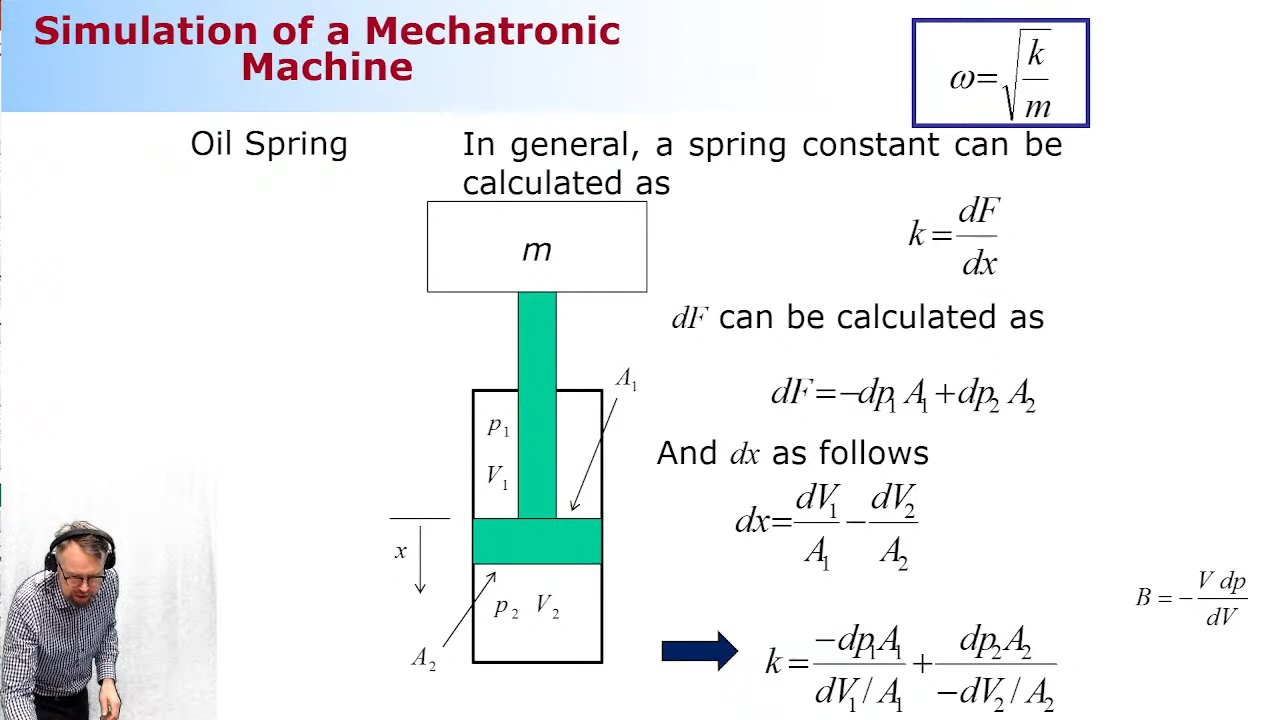 Simulation of a Mechatronic
Machine
ω=√(k/m)
Oil Spring
In general, a spring constant can be
calculated as
k = dF/dx
m
dF can be calculated as
dF=−dp₁ A₁+dp₂ A₂
A₁
p₁
V₁
And dx as follows
dx= dV₁/A₁ − dV₂/A₂
x
p₂ V₂
A₂
B = − V dp/dV
k= −dp₁A₁/(dV₁/A₁) + dp₂A₂/(−dV₂/A₂)